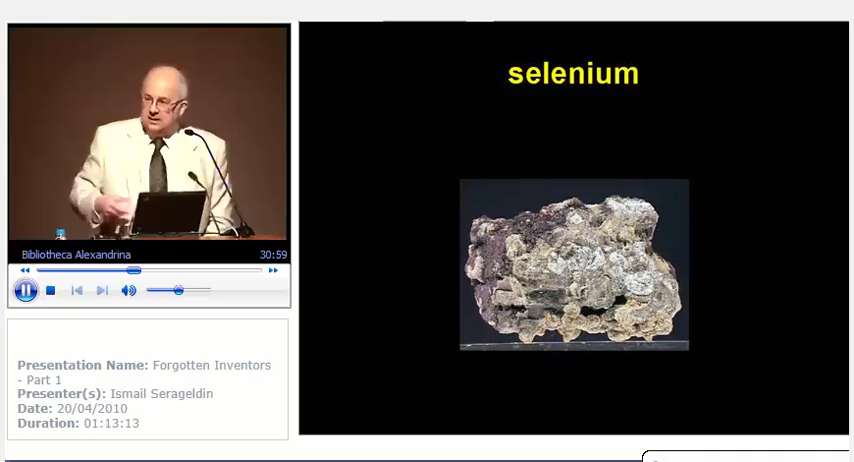 selenium
Bibliotheca Alexandrina 30:59
Presentation Name: Forgotten Inventors
- Part 1
Presenter(s): Ismail Serageldin
Date: 20/04/2010
Duration: 01:13:13